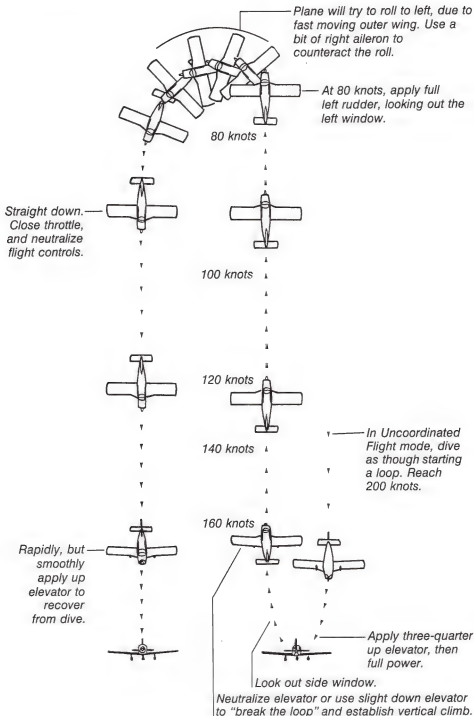 Plane will try to roll to left, due to
fast moving outer wing. Use a
bit of right aileron to
counteract the roll.
At 80 knots, apply full
left rudder, looking out the
left window.
80 knots
Straight down.
Close throttle,
and neutralize
flight controls.
100 knots
120 knots
140 knots
In Uncoordinated
Flight mode, dive
as though starting
a loop. Reach
200 knots.
160 knots
Rapidly, but
smoothly
apply up
elevator to
recover
from dive.
Apply three-quarter
up elevator, then
full power.
Look out side window.
Neutralize elevator or use slight down elevator
to "break the loop" and establish vertical climb.